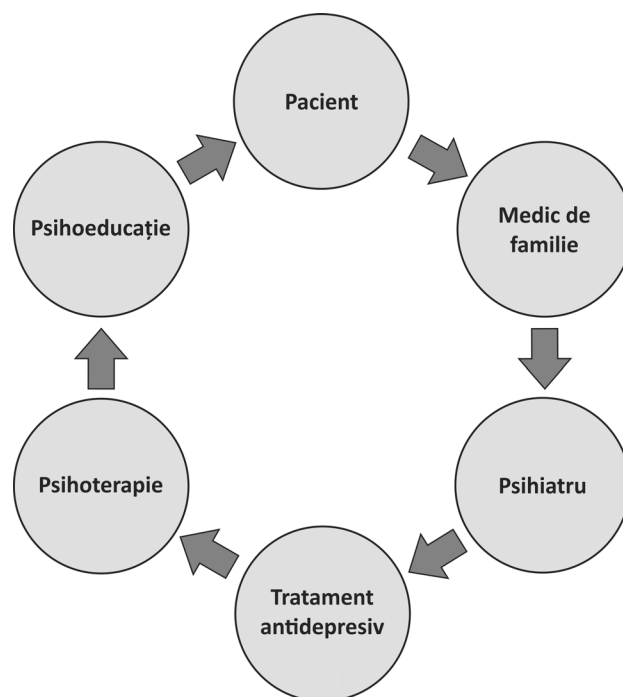 Pacient
Medic de
familie
Psihiatru
Tratament
antidepresiv
Psihoterapie
Psihoeducație